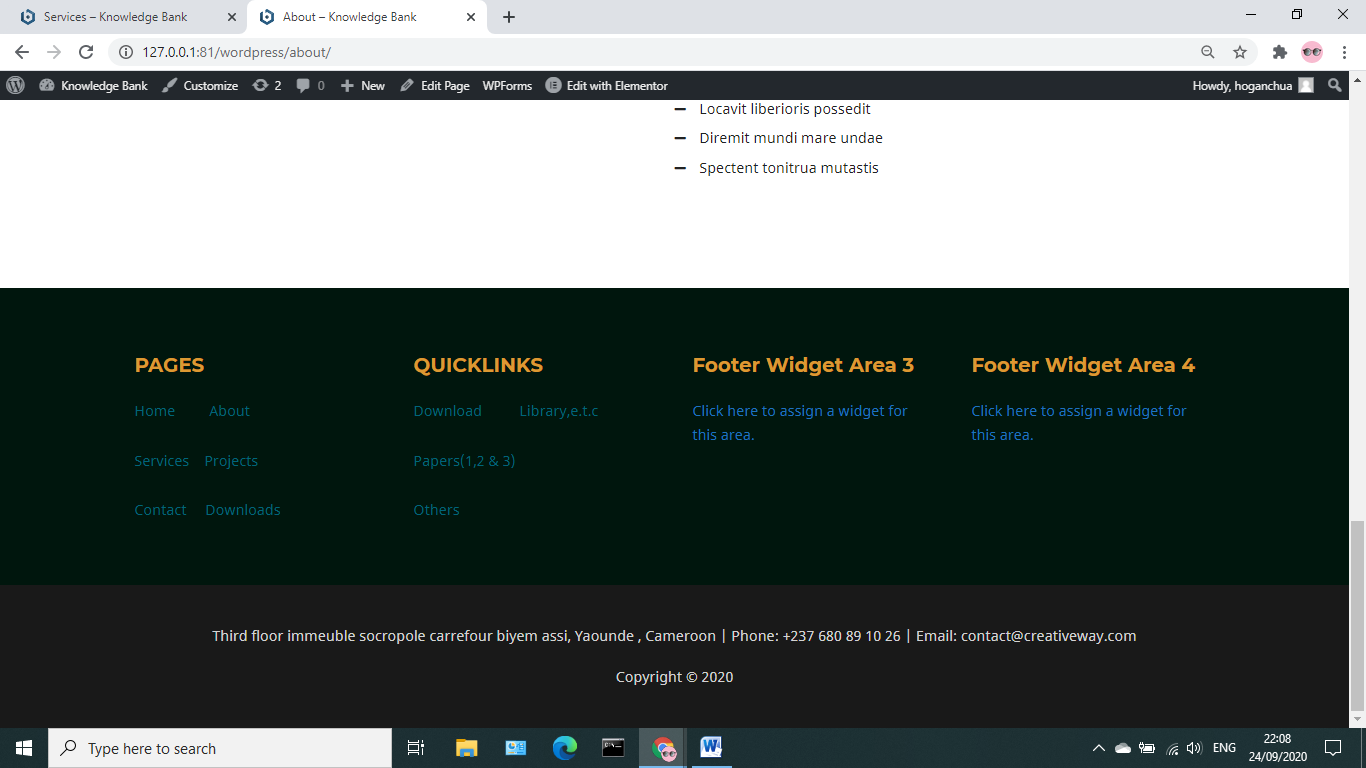 Services – Knowledge Bank
About – Knowledge Bank
127.0.0.1:81/wordpress/about/
Knowledge Bank Customize 2 0 New Edit Page WPForms Edit with Elementor Howdy, hoganchua
Locavit liberioris possedit
Diremit mundi mare undae
Spectent tonitrua mutastis
PAGES
Home About
Services Projects
Contact Downloads
QUICKLINKS
Download Library,e.t.c
Papers(1,2 & 3)
Others
Footer Widget Area 3
Click here to assign a widget for
this area.
Footer Widget Area 4
Click here to assign a widget for
this area.
Third floor immeuble socropole carrefour biyem assi, Yaounde , Cameroon | Phone: +237 680 89 10 26 | Email: contact@creativeway.com
Copyright © 2020
Type here to search
ENG
22:08
24/09/2020